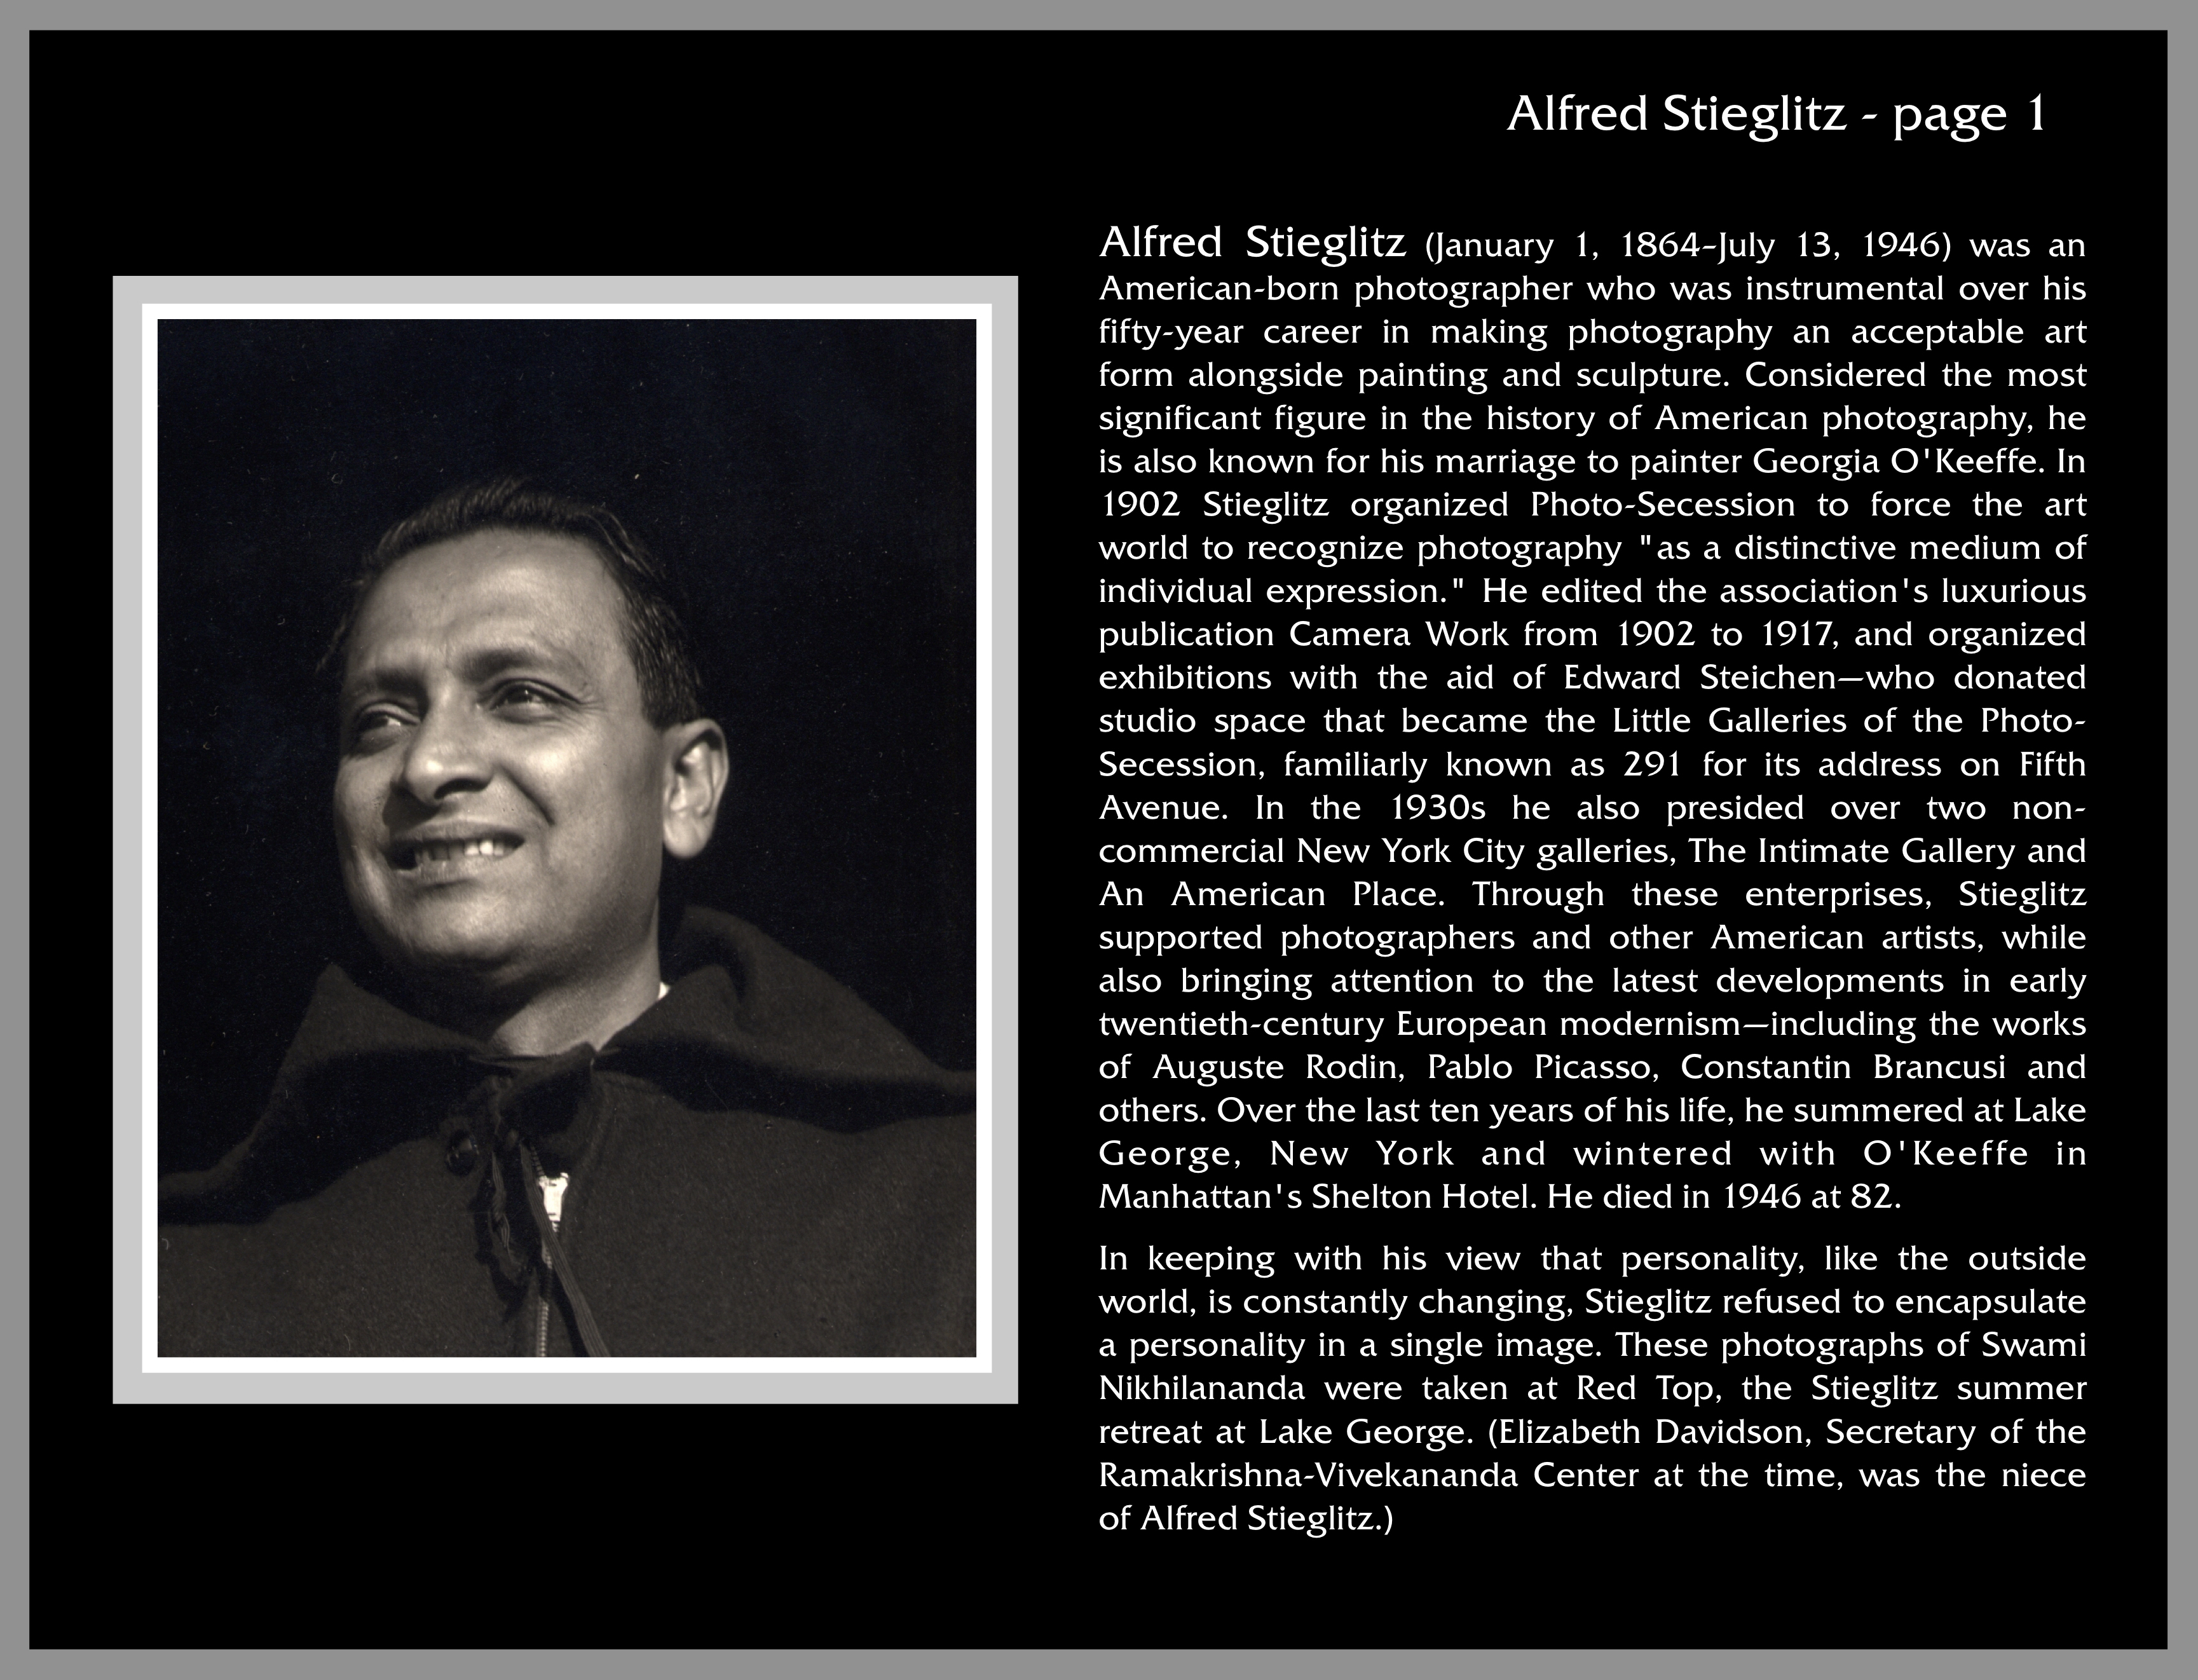 Alfred Stieglitz - page 1
Alfred Stieglitz (January 1, 1864–July 13, 1946) was an
American-born photographer who was instrumental over his
fifty-year career in making photography an acceptable art
form alongside painting and sculpture. Considered the most
significant figure in the history of American photography, he
is also known for his marriage to painter Georgia O'Keeffe. In
1902 Stieglitz organized Photo-Secession to force the art
world to recognize photography "as a distinctive medium of
individual expression." He edited the association's luxurious
publication Camera Work from 1902 to 1917, and organized
exhibitions with the aid of Edward Steichen—who donated
studio space that became the Little Galleries of the Photo-
Secession, familiarly known as 291 for its address on Fifth
Avenue. In the 1930s he also presided over two non-
commercial New York City galleries, The Intimate Gallery and
An American Place. Through these enterprises, Stieglitz
supported photographers and other American artists, while
also bringing attention to the latest developments in early
twentieth-century European modernism—including the works
of Auguste Rodin, Pablo Picasso, Constantin Brancusi and
others. Over the last ten years of his life, he summered at Lake
George, New York and wintered with O'Keeffe in
Manhattan's Shelton Hotel. He died in 1946 at 82.
In keeping with his view that personality, like the outside
world, is constantly changing, Stieglitz refused to encapsulate
a personality in a single image. These photographs of Swami
Nikhilananda were taken at Red Top, the Stieglitz summer
retreat at Lake George. (Elizabeth Davidson, Secretary of the
Ramakrishna-Vivekananda Center at the time, was the niece
of Alfred Stieglitz.)